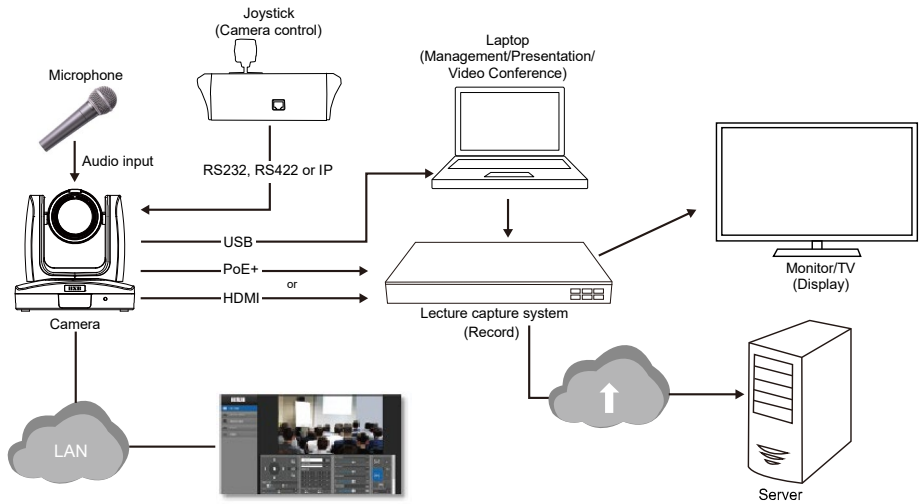 Joystick
(Camera control)
Laptop
(Management/Presentation/
Video Conference)
Microphone
Audio input
RS232, RS422 or IP
USB
PoE+
or
HDMI
Camera
Lecture capture system
(Record)
Monitor/TV
(Display)
LAN
Server